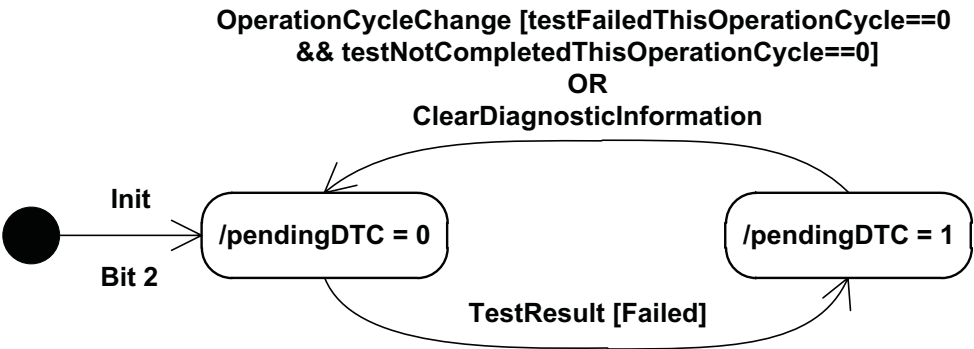 OperationCycleChange [testFailedThisOperationCycle==0
&& testNotCompletedThisOperationCycle==0]
OR
ClearDiagnosticInformation
Init
Bit 2
/pendingDTC = 0
/pendingDTC = 1
TestResult [Failed]